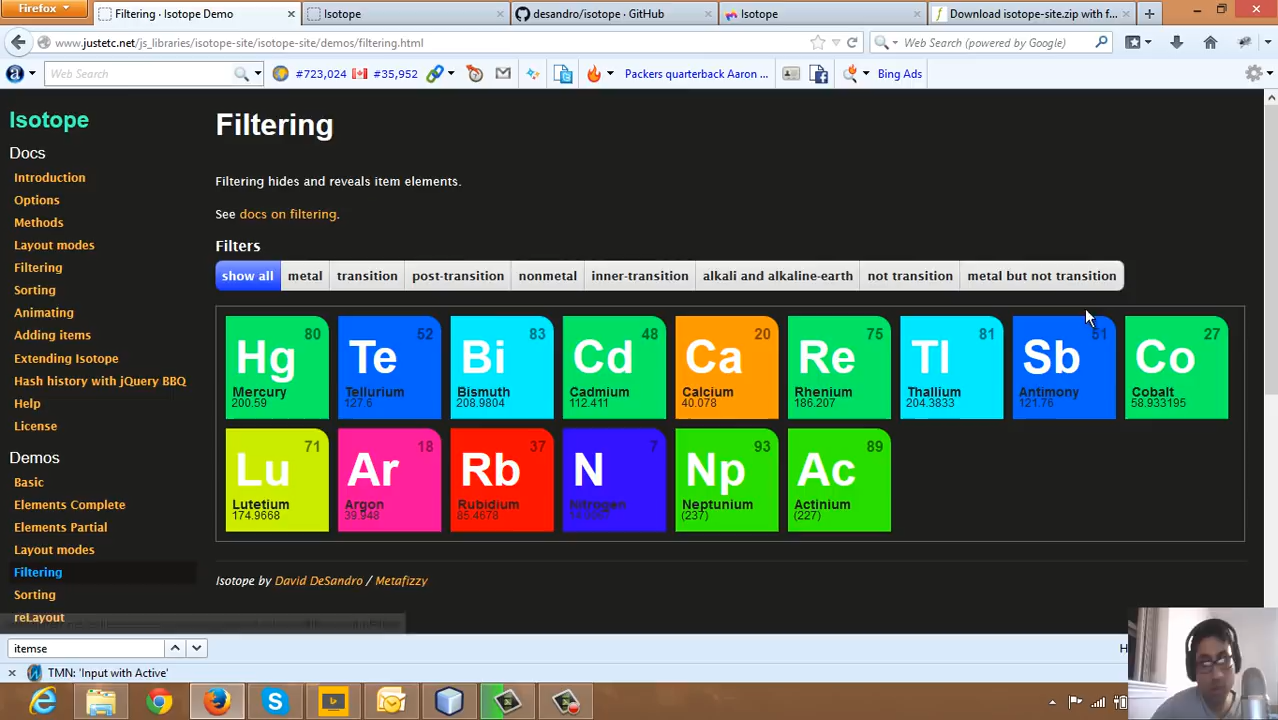 Firefox
Filtering · Isotope Demo
Isotope
desandro/isotope · GitHub
Isotope
Download isotope-site.zip with f...
www.justetc.net/js_libraries/isotope-site/isotope-site/demos/filtering.html
Web Search (powered by Google)
Web Search
#723,024
#35,952
Packers quarterback Aaron ...
Bing Ads
Isotope
Docs
Introduction
Options
Methods
Layout modes
Filtering
Sorting
Animating
Adding items
Extending Isotope
Hash history with jQuery BBQ
Help
License
Demos
Basic
Elements Complete
Elements Partial
Layout modes
Filtering
Sorting
reLayout
Filtering
Filtering hides and reveals item elements.
See docs on filtering.
Filters
show all metal transition post-transition nonmetal inner-transition alkali and alkaline-earth not transition metal but not transition
80
Hg
Mercury
200.59
52
Te
Tellurium
127.6
83
Bi
Bismuth
208.9804
48
Cd
Cadmium
112.411
20
Ca
Calcium
40.078
75
Re
Rhenium
186.207
81
Tl
Thallium
204.3833
51
Sb
Antimony
121.76
27
Co
Cobalt
58.933195
71
Lu
Lutetium
174.9668
18
Ar
Argon
39.948
37
Rb
Rubidium
85.4678
7
N
Nitrogen
93
Np
Neptunium
(237)
89
Ac
Actinium
(227)
Isotope by David DeSandro / Metafizzy
itemse
TMN: 'Input with Active'